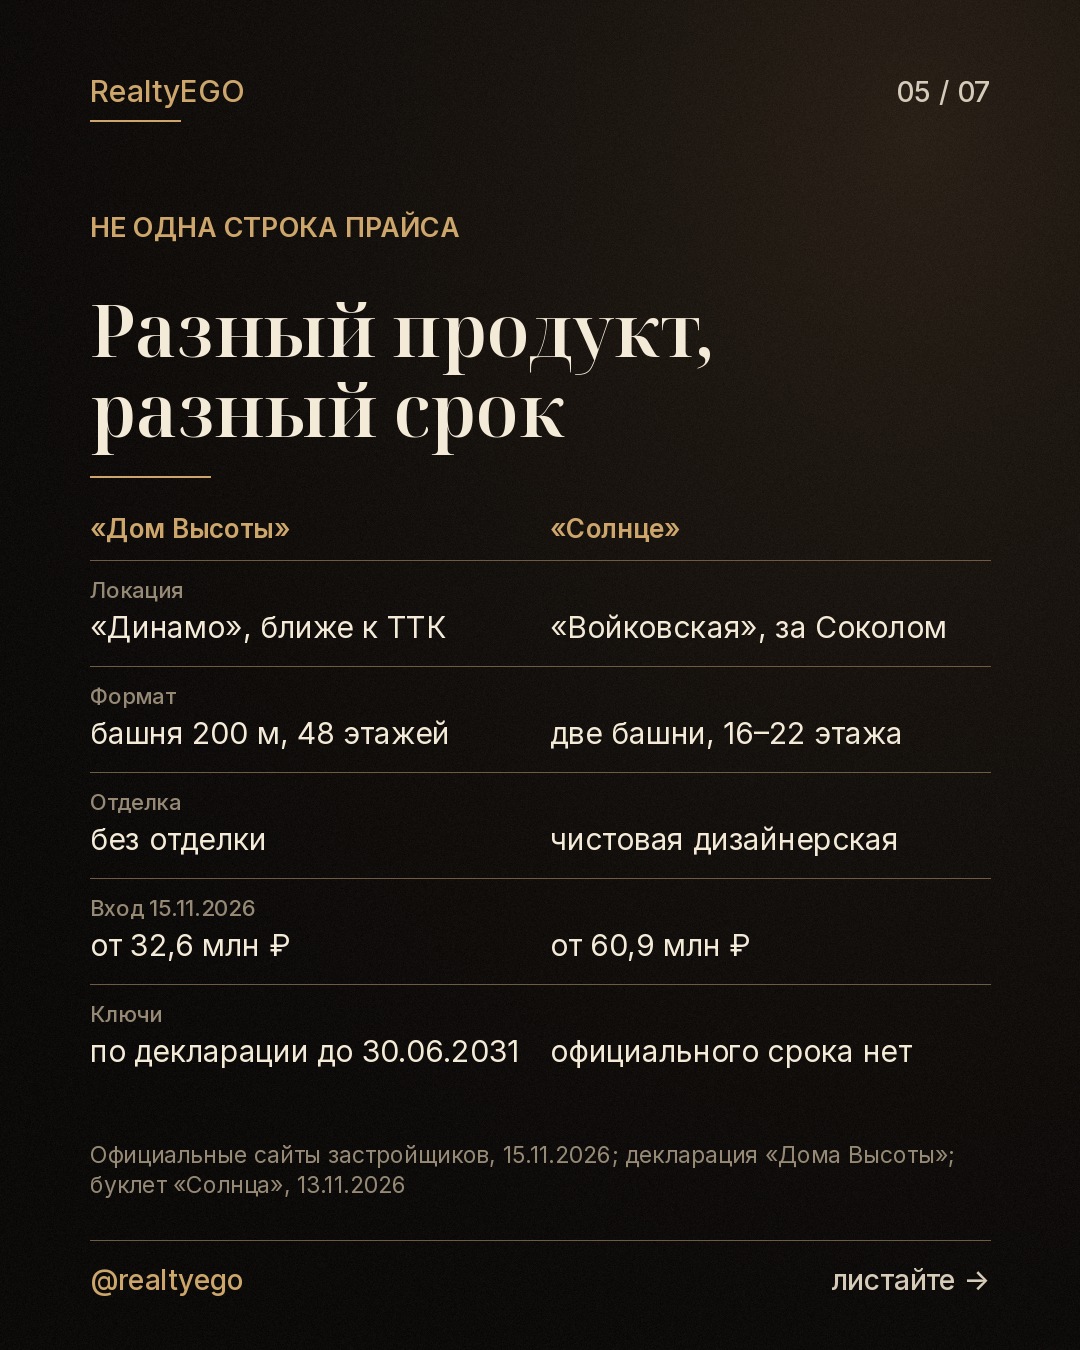 RealtyEGO
05 / 07
НЕ ОДНА СТРОКА ПРАЙСА
Разный продукт,
разный срок
«Дом Высоты» «Солнце»
Локация
«Динамо», ближе к ТТК «Войковская», за Соколом
Формат
башня 200 м, 48 этажей две башни, 16–22 этажа
Отделка
без отделки чистовая дизайнерская
Вход 15.11.2026
от 32,6 млн ₽ от 60,9 млн ₽
Ключи
по декларации до 30.06.2031 официального срока нет
Официальные сайты застройщиков, 15.11.2026; декларация «Дома Высоты»;
буклет «Солнца», 13.11.2026
@realtyego
листайте →